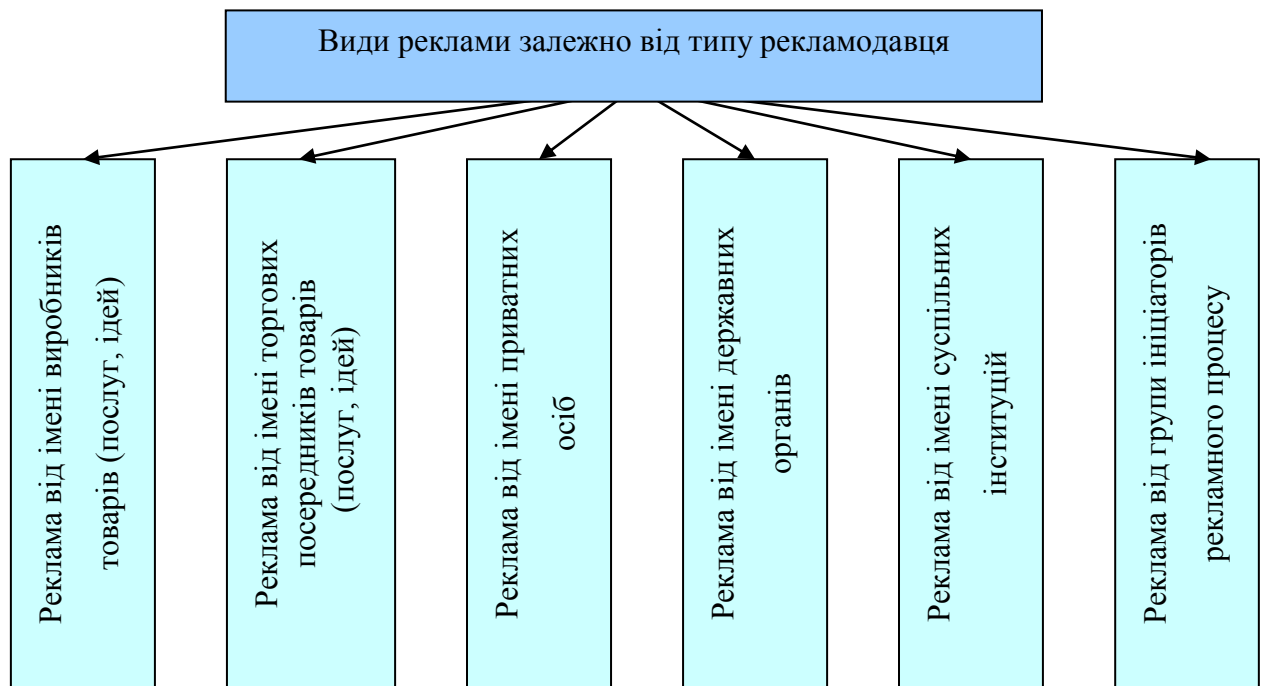 Види реклами залежно від типу рекламодавця
Реклама від імені виробників
товарів (послуг, ідей)
Реклама від імені торгових
посередників товарів
(послуг, ідей)
Реклама від імені приватних
осіб
Реклама від імені державних
органів
Реклама від імені суспільних
інституцій
Реклама від групи ініціаторів
рекламного процесу